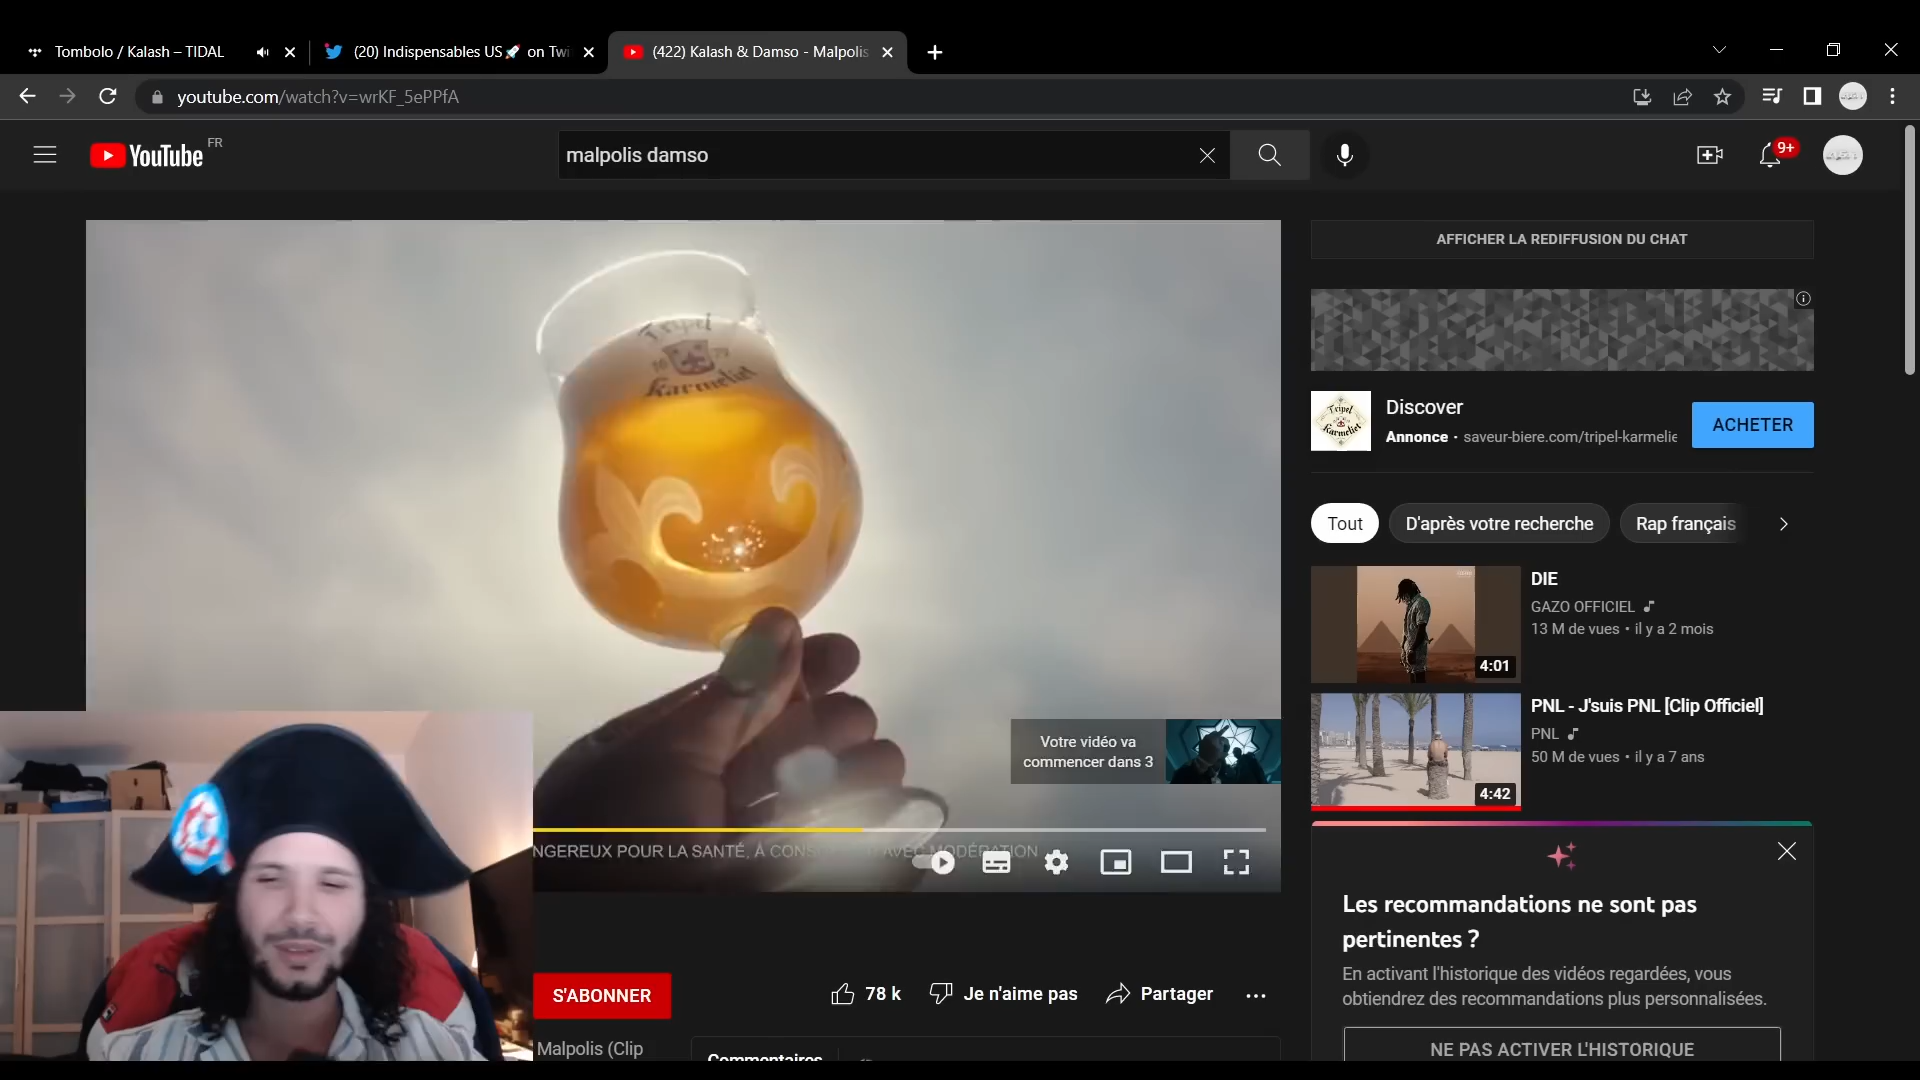 Tombolo / Kalash – TIDAL
(20) Indispensables US🚀 on Twi
(422) Kalash & Damso - Malpolis
youtube.com/watch?v=wrKF_5ePPfA
YouTube FR
malpolis damso
9+
AFFICHER LA REDIFFUSION DU CHAT
Tripel
Karmeliet
Tripel
Karmeliet
Discover
Annonce • saveur-biere.com/tripel-karmelie
ACHETER
Tout
D'après votre recherche
Rap français
DIE
GAZO OFFICIEL
13 M de vues • il y a 2 mois
4:01
PNL - J'suis PNL [Clip Officiel]
PNL
50 M de vues • il y a 7 ans
4:42
Votre vidéo va
commencer dans 3
NGEREUX POUR LA SANTÉ, À CONS AVEC MODÉRATION
Les recommandations ne sont pas
pertinentes ?
En activant l'historique des vidéos regardées, vous
obtiendrez des recommandations plus personnalisées.
NE PAS ACTIVER L'HISTORIQUE
S'ABONNER
78 k
Je n'aime pas
Partager
Malpolis (Clip
Commentaires